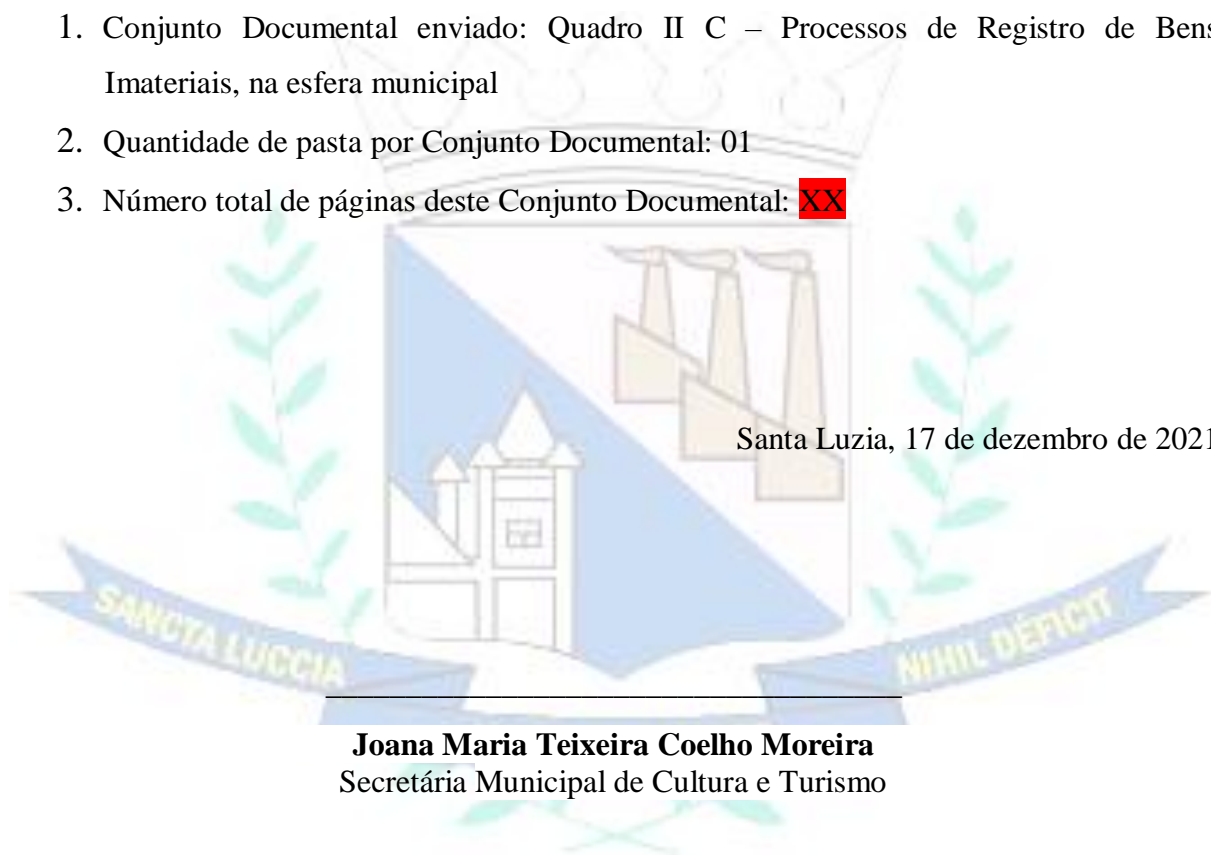 1. Conjunto Documental enviado: Quadro II C – Processos de Registro de Bens
Imateriais, na esfera municipal
2. Quantidade de pasta por Conjunto Documental: 01
3. Número total de páginas deste Conjunto Documental: XX
Santa Luzia, 17 de dezembro de 2021
SANCTA LUCCIA
NIHIL DÉFICIT
Joana Maria Teixeira Coelho Moreira
Secretária Municipal de Cultura e Turismo